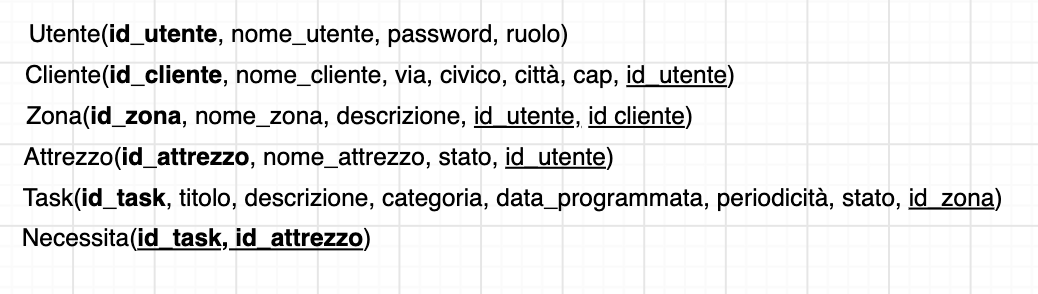 Utente(id_utente, nome_utente, password, ruolo)
Cliente(id_cliente, nome_cliente, via, civico, città, cap, id_utente)
Zona(id_zona, nome_zona, descrizione, id_utente, id cliente)
Attrezzo(id_attrezzo, nome_attrezzo, stato, id_utente)
Task(id_task, titolo, descrizione, categoria, data_programmata, periodicità, stato, id_zona)
Necessita(id_task, id_attrezzo)